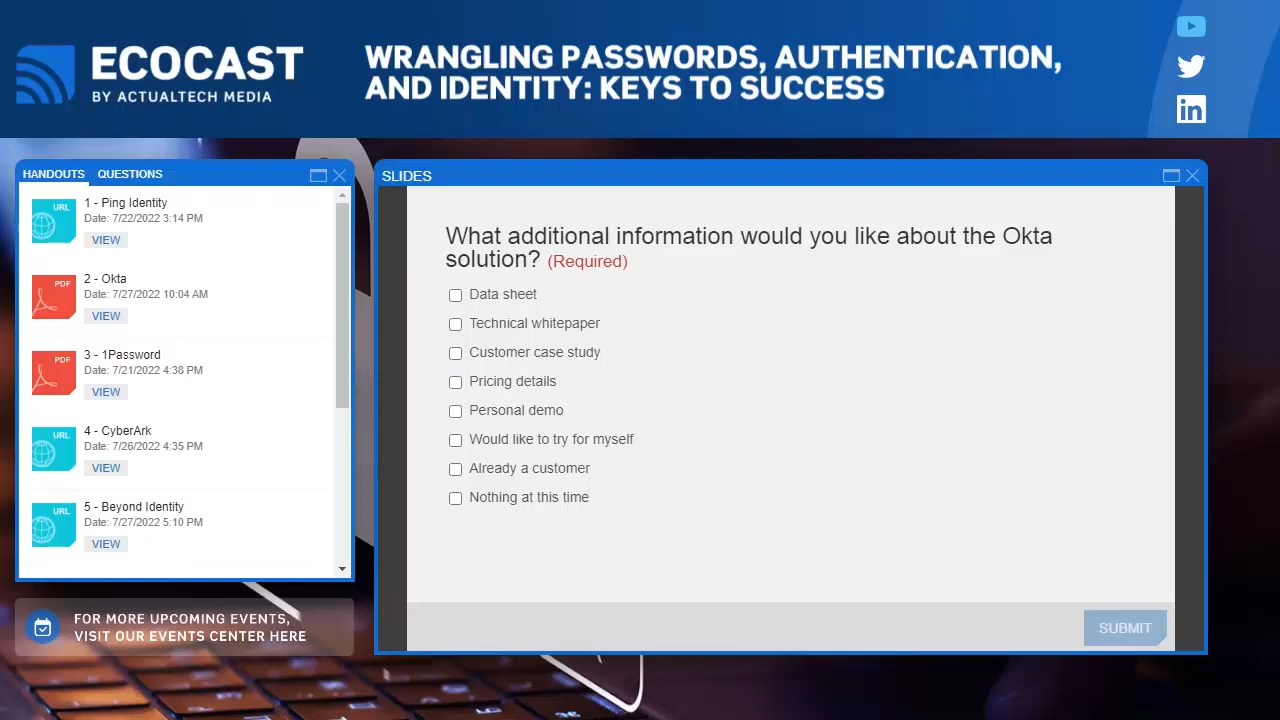 ECOCAST
BY ACTUALTECH MEDIA
WRANGLING PASSWORDS, AUTHENTICATION,
AND IDENTITY: KEYS TO SUCCESS
in
HANDOUTS QUESTIONS
URL
1 - Ping Identity
Date: 7/22/2022 3:14 PM
VIEW
PDF
2 - Okta
Date: 7/27/2022 10:04 AM
VIEW
PDF
3 - 1Password
Date: 7/21/2022 4:38 PM
VIEW
URL
4 - CyberArk
Date: 7/26/2022 4:35 PM
VIEW
URL
5 - Beyond Identity
Date: 7/27/2022 5:10 PM
VIEW
FOR MORE UPCOMING EVENTS,
VISIT OUR EVENTS CENTER HERE
SLIDES
What additional information would you like about the Okta
solution? (Required)
Data sheet
Technical whitepaper
Customer case study
Pricing details
Personal demo
Would like to try for myself
Already a customer
Nothing at this time
SUBMIT